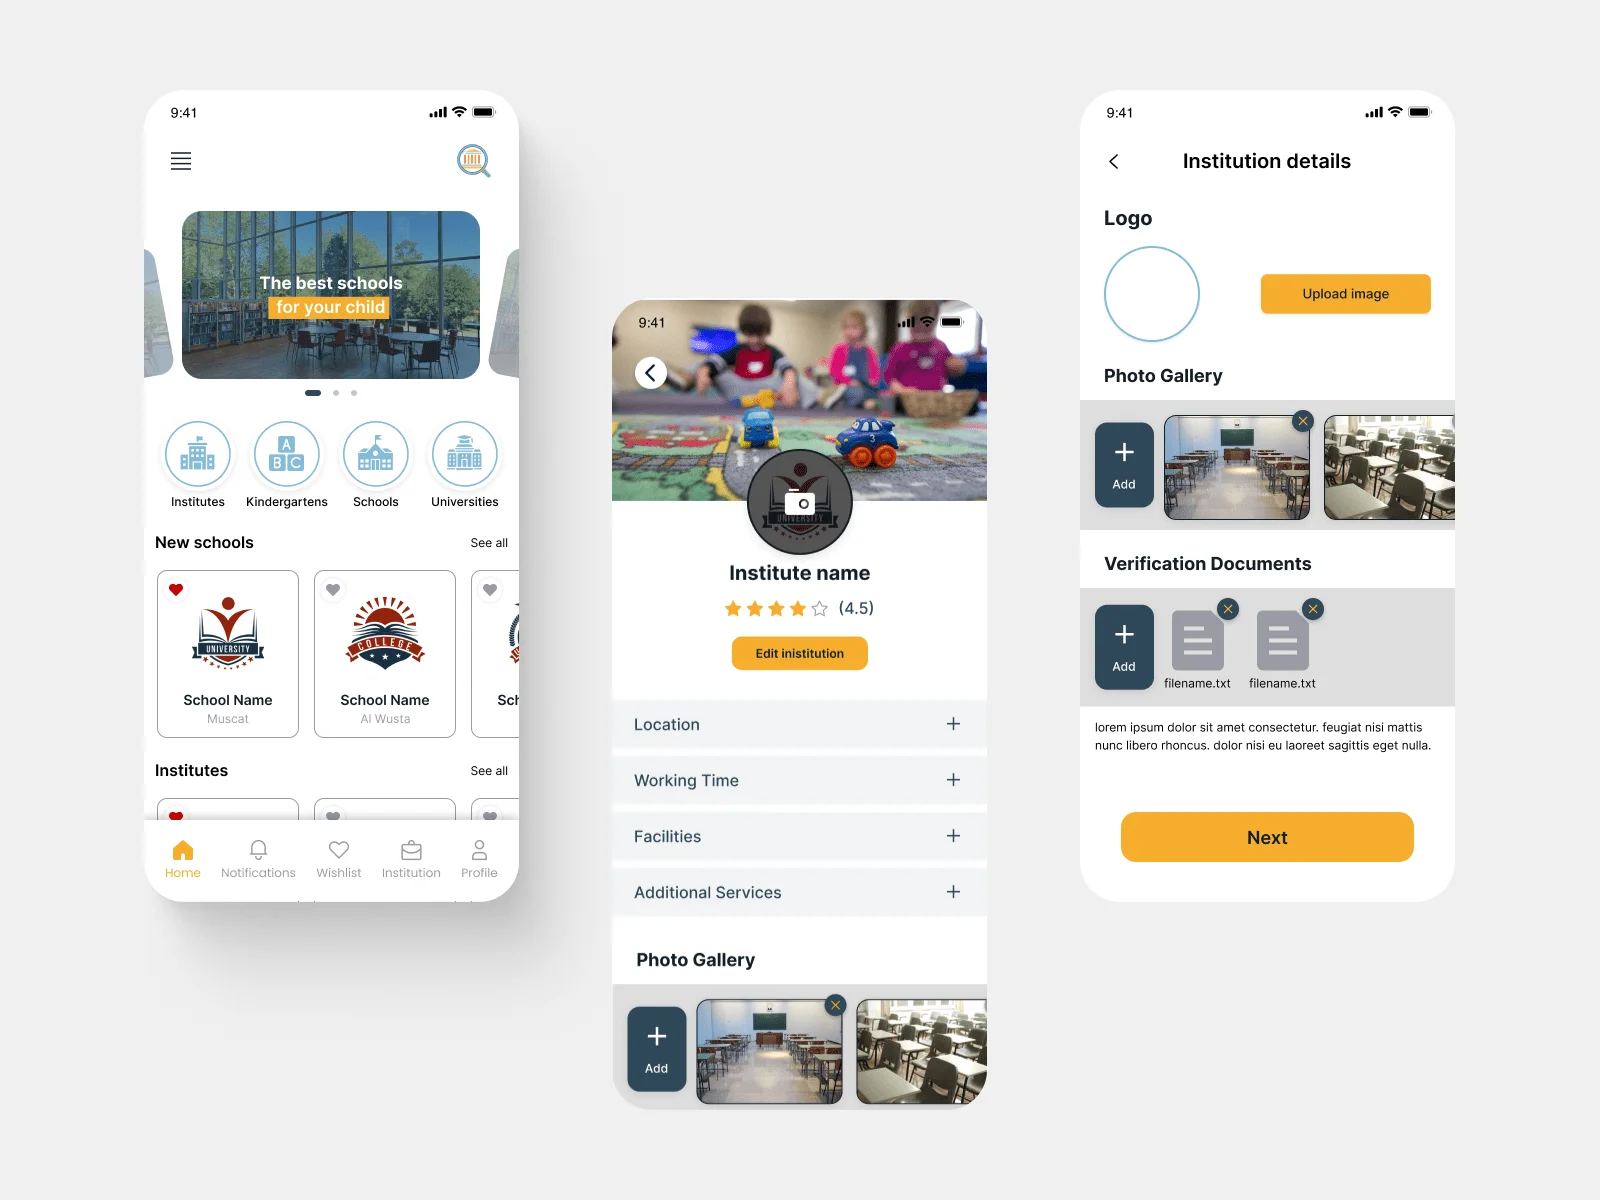 9:41
The best schools
for your child
Institutes
Kindergartens
Schools
Universities
A
B C
New schools
See all
UNIVERSITY
School Name
Muscat
COLLEGE
School Name
Al Wusta
Sch
Institutes
See all
Home
Notifications
Wishlist
Institution
Profile
9:41
3
UNIVERSITY
Institute name
(4.5)
Edit inistitution
Location
Working Time
Facilities
Additional Services
Photo Gallery
Add
9:41
Institution details
Logo
Upload image
Photo Gallery
Add
Verification Documents
Add
filename.txt
filename.txt
lorem ipsum dolor sit amet consectetur. feugiat nisi mattis
nunc libero rhoncus. dolor nisi eu laoreet sagittis eget nulla.
Next